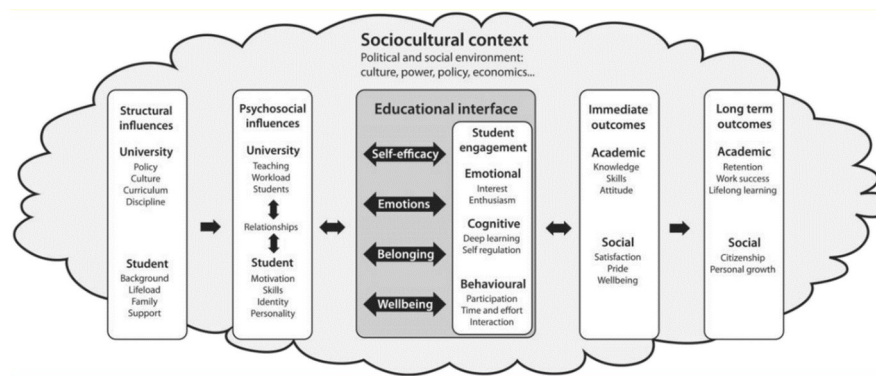 Sociocultural context
Political and social environment:
culture, power, policy, economics...
Structural
influences
University
Policy
Culture
Curriculum
Discipline
Student
Background
Lifeload
Family
Support
Psychosocial
influences
University
Teaching
Workload
Students
Relationships
Student
Motivation
Skills
Identity
Personality
Educational interface
Self-efficacy
Emotions
Belonging
Wellbeing
Student
engagement
Emotional
Interest
Enthusiasm
Cognitive
Deep learning
Self regulation
Behavioural
Participation
Time and effort
Interaction
Immediate
outcomes
Academic
Knowledge
Skills
Attitude
Social
Satisfaction
Pride
Wellbeing
Long term
outcomes
Academic
Retention
Work success
Lifelong learning
Social
Citizenship
Personal growth